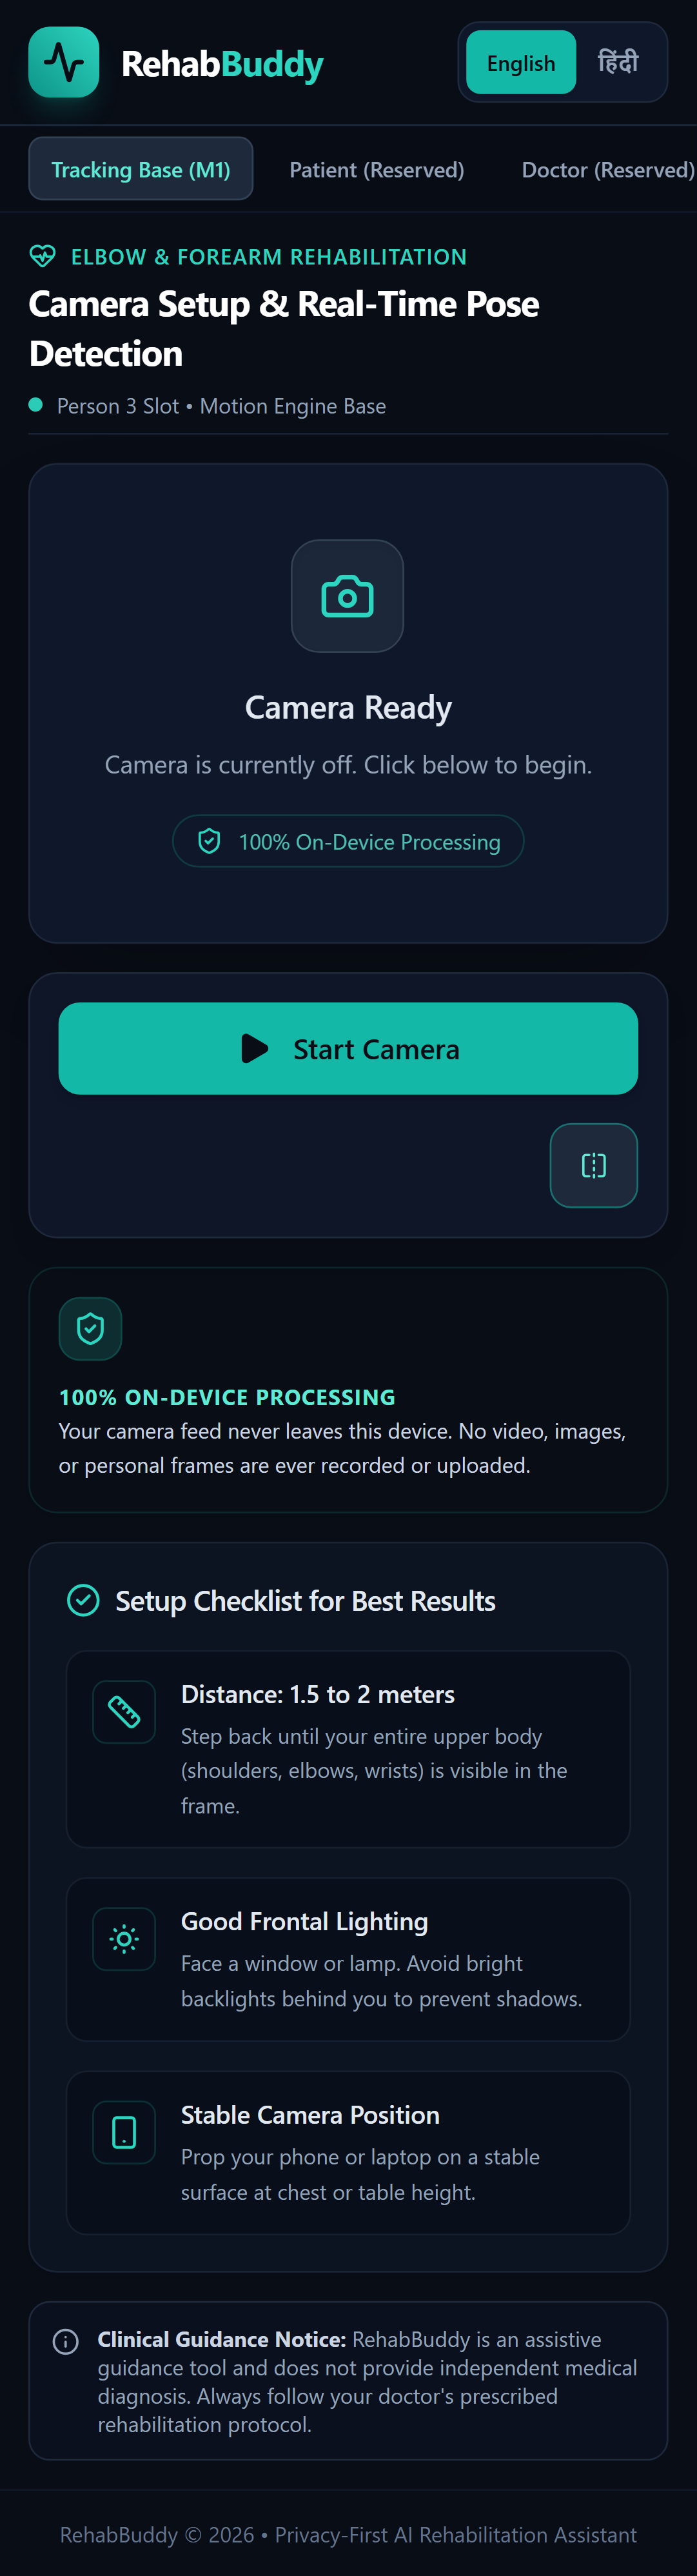 RehabBuddy
English
हिंदी
Tracking Base (M1)
Patient (Reserved)
Doctor (Reserved)
ELBOW & FOREARM REHABILITATION
Camera Setup & Real-Time Pose
Detection
Person 3 Slot • Motion Engine Base
Camera Ready
Camera is currently off. Click below to begin.
100% On-Device Processing
Start Camera
100% ON-DEVICE PROCESSING
Your camera feed never leaves this device. No video, images,
or personal frames are ever recorded or uploaded.
Setup Checklist for Best Results
Distance: 1.5 to 2 meters
Step back until your entire upper body
(shoulders, elbows, wrists) is visible in the
frame.
Good Frontal Lighting
Face a window or lamp. Avoid bright
backlights behind you to prevent shadows.
Stable Camera Position
Prop your phone or laptop on a stable
surface at chest or table height.
Clinical Guidance Notice: RehabBuddy is an assistive
guidance tool and does not provide independent medical
diagnosis. Always follow your doctor's prescribed
rehabilitation protocol.
RehabBuddy © 2026 • Privacy-First AI Rehabilitation Assistant